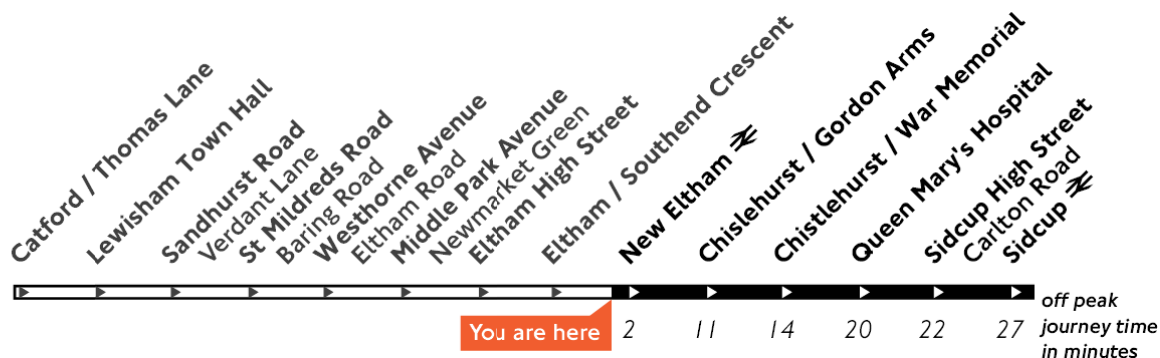 Catford / Thomas Lane
Lewisham Town Hall
Sandhurst Road
Verdant Lane
St Mildreds Road
Baring Road
Westhorne Avenue
Eltham Road
Middle Park Avenue
Newmarket Green
Eltham High Street
Eltham / Southend Crescent
New Eltham
Chislehurst / Gordon Arms
Chistlehurst / War Memorial
Queen Mary's Hospital
Sidcup High Street
Carlton Road
Sidcup
You are here
2 11 14 20 22 27
off peak
journey time
in minutes